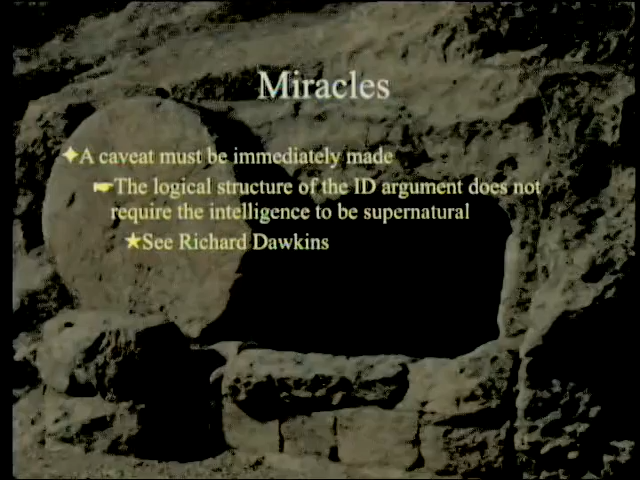 Miracles
A caveat must be immediately made
The logical structure of the ID argument does not
require the intelligence to be supernatural
See Richard Dawkins